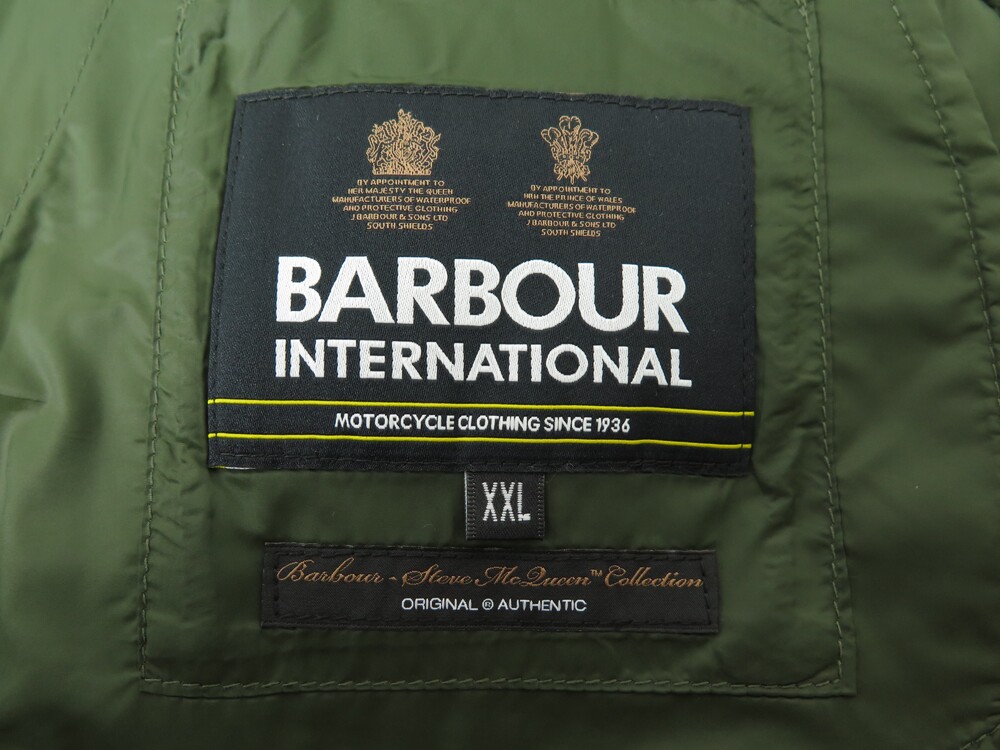 BY APPOINTMENT TO
HER MAJESTY THE QUEEN
MANUFACTURERS OF WATERPROOF
AND PROTECTIVE CLOTHING
J BARBOUR & SONS LTD
SOUTH SHIELDS
BY APPOINTMENT TO
HRH THE PRINCE OF WALES
MANUFACTURERS OF WATERPROOF
AND PROTECTIVE CLOTHING
J BARBOUR & SONS LTD
SOUTH SHIELDS
BARBOUR
INTERNATIONAL
MOTORCYCLE CLOTHING SINCE 1936
XXL
Barbour - Steve McQueen™ Collection
ORIGINAL ® AUTHENTIC